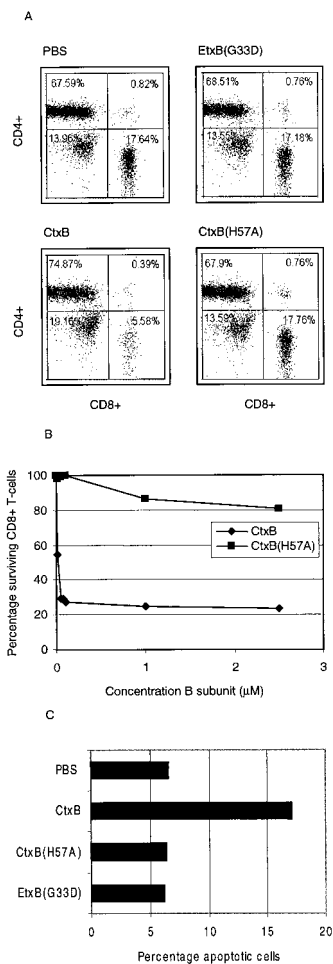 A
PBS
EtxB(G33D)
CD4+
67.59%
0.82%
13.96%
17.64%
68.51%
0.76%
13.55%
17.18%
CtxB
CtxB(H57A)
CD4+
74.87%
0.39%
19.16%
5.58%
67.9%
0.76%
13.58%
17.76%
CD8+
CD8+
B
Percentage surviving CD8+ T-cells
100
80
60
40
20
0
CtxB
CtxB(H57A)
0
1
2
3
Concentration B subunit (μM)
C
PBS
CtxB
CtxB(H57A)
EtxB(G33D)
0
5
10
15
20
Percentage apoptotic cells